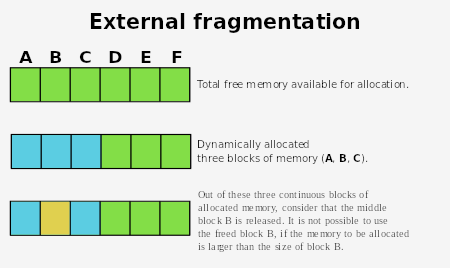 External fragmentation
A B C D E F
Total free memory available for allocation.
Dynamically allocated
three blocks of memory (A, B, C).
Out of these three continuous blocks of
allocated memory, consider that the middle
block B is released. It is not possible to use
the freed block B, if the memory to be allocated
is larger than the size of block B.